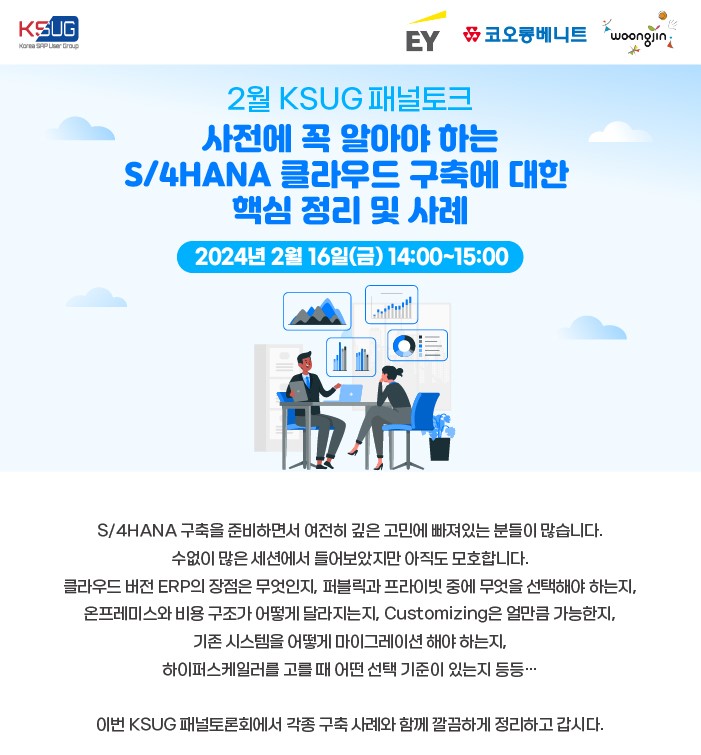 KSUG
Korea SAP User Group
EY
코오롱베니트
woongjin
2월 KSUG 패널토크
사전에 꼭 알아야 하는
S/4HANA 클라우드 구축에 대한
핵심 정리 및 사례
2024년 2월 16일(금) 14:00~15:00
S/4HANA 구축을 준비하면서 여전히 깊은 고민에 빠져있는 분들이 많습니다.
수없이 많은 세션에서 들어보았지만 아직도 모호합니다.
클라우드 버전 ERP의 장점은 무엇인지, 퍼블릭과 프라이빗 중에 무엇을 선택해야 하는지,
온프레미스와 비용 구조가 어떻게 달라지는지, Customizing은 얼만큼 가능한지,
기존 시스템을 어떻게 마이그레이션 해야 하는지,
하이퍼스케일러를 고를 때 어떤 선택 기준이 있는지 등등…
이번 KSUG 패널토론회에서 각종 구축 사례와 함께 깔끔하게 정리하고 갑시다.